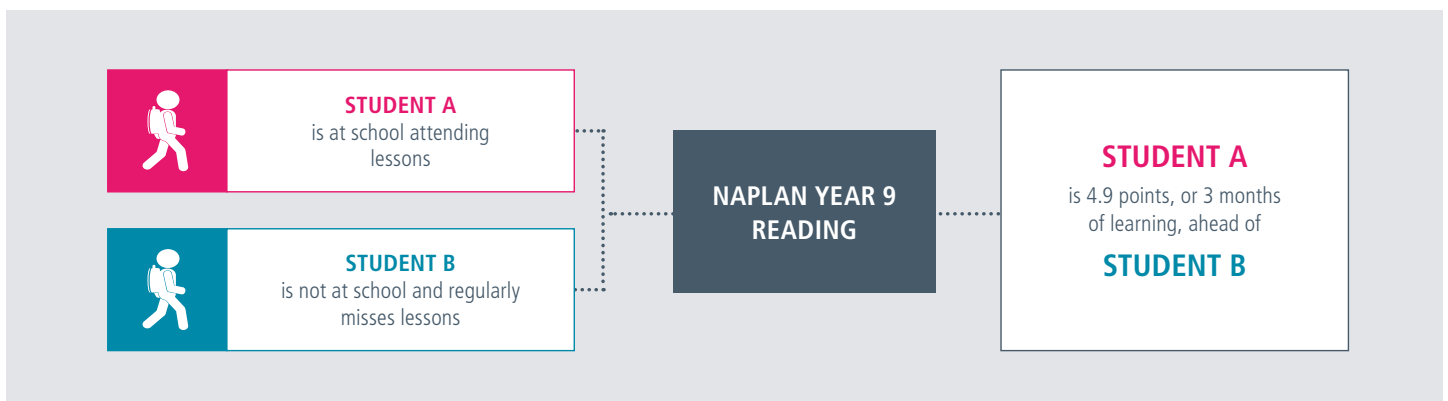 STUDENT A
is at school attending
lessons
STUDENT B
is not at school and regularly
misses lessons
NAPLAN YEAR 9
READING
STUDENT A
is 4.9 points, or 3 months
of learning, ahead of
STUDENT B